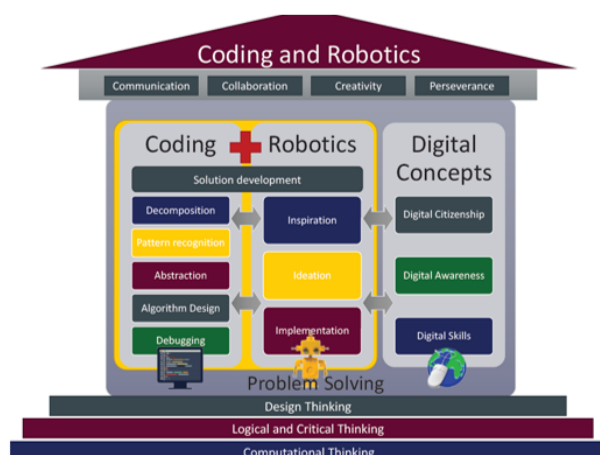 Coding and Robotics
Communication
Collaboration
Creativity
Perseverance
Coding
Robotics
Solution development
Decomposition
Pattern recognition
Abstraction
Algorithm Design
Debugging
Inspiration
Ideation
Implementation
Digital
Concepts
Digital Citizenship
Digital Awareness
Digital Skills
Problem Solving
Design Thinking
Logical and Critical Thinking
Computational Thinking